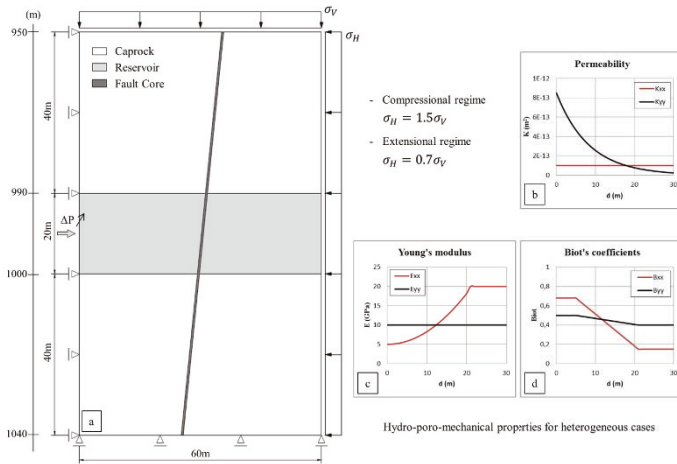 (m)
σV
950
σH
Caprock
Reservoir
Fault Core
40m
- Compressional regime
σH = 1.5σV
- Extensional regime
σH = 0.7σV
Permeability
1E-12
8E-13
6E-13
4E-13
2E-13
0
K (m²)
Kxx
Kyy
0 10 20 30
d (m)
b
990
ΔP
20m
1000
40m
1040
a
60m
Young's modulus
25
20
15
10
5
0
E (GPa)
Exx
Eyy
0 10 20 30
d (m)
c
Biot's coefficients
1
0,8
0,6
0,4
0,2
0
Biot
Bxx
Byy
0 10 20 30
d (m)
d
Hydro-poro-mechanical proprties for heterogeneous cases